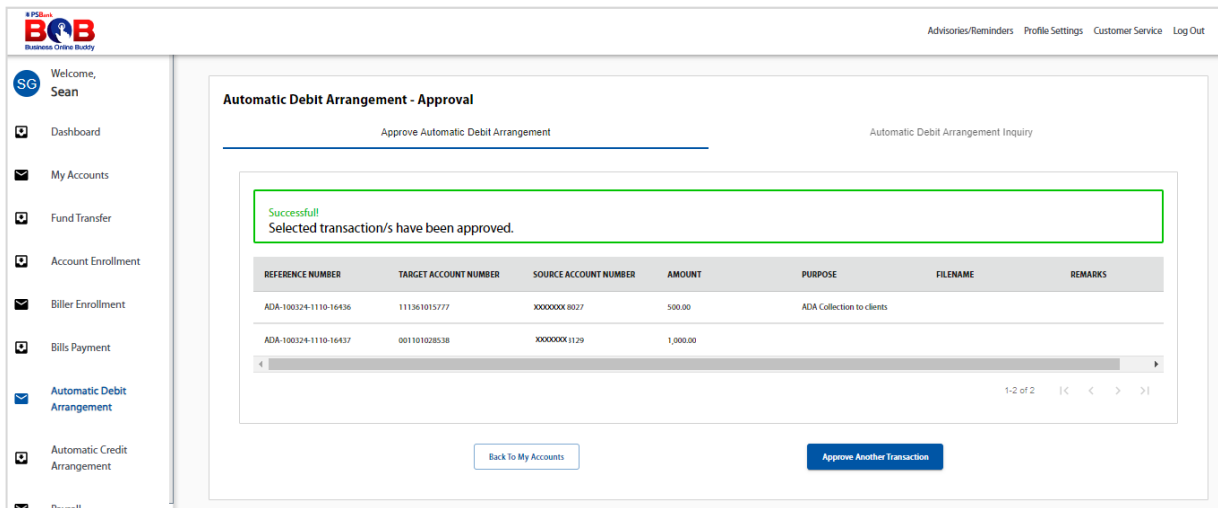 PSBank
BOB
Business Online Buddy
Advisories/Reminders Profile Settings Customer Service Log Out
SG
Welcome,
Sean
Dashboard
My Accounts
Fund Transfer
Account Enrollment
Biller Enrollment
Bills Payment
Automatic Debit
Arrangement
Automatic Credit
Arrangement
Payroll
Automatic Debit Arrangement - Approval
Approve Automatic Debit Arrangement Automatic Debit Arrangement Inquiry
Successful!
Selected transaction/s have been approved.
REFERENCE NUMBER TARGET ACCOUNT NUMBER SOURCE ACCOUNT NUMBER AMOUNT PURPOSE FILENAME REMARKS
ADA-100324-1110-16436 111361015777 XXXXXXX 8027 500.00 ADA Collection to clients
ADA-100324-1110-16437 001101028538 XXXXXXX 1,000.00
1-2 of 2
Back To My Accounts Approve Another Transaction